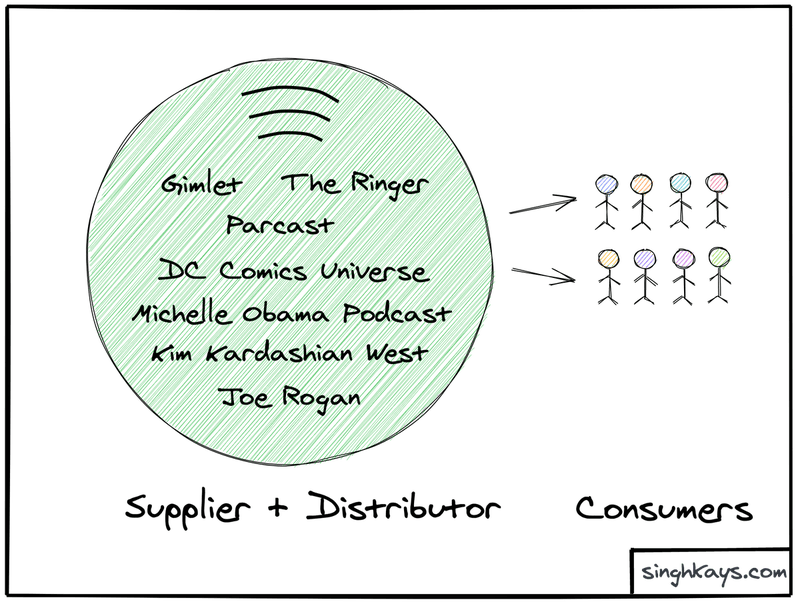 Gimlet The Ringer
Parcast
DC Comics Universe
Michelle Obama Podcast
Kim Kardashian West
Joe Rogan
Supplier + Distributor
Consumers
singhkays.com